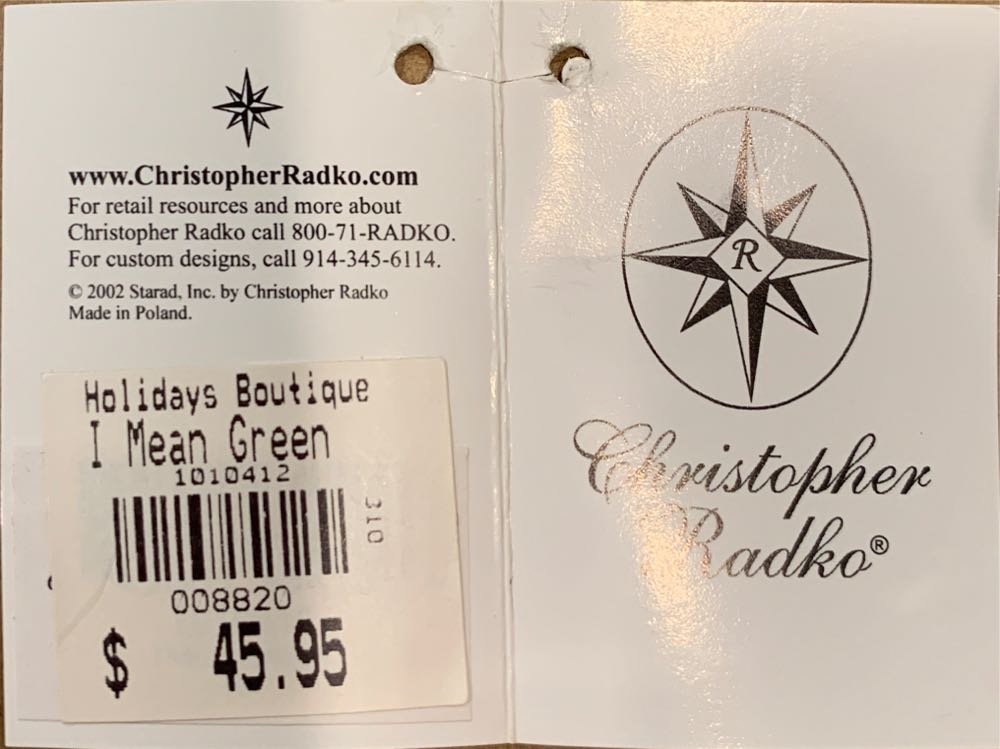 www.ChristopherRadko.com
For retail resources and more about
Christopher Radko call 800-71-RADKO.
For custom designs, call 914-345-6114.
© 2002 Starad, Inc. by Christopher Radko
Made in Poland.
Holidays Boutique
I Mean Green
1010412
310
008820
$ 45.95
R
Christopher
Radko®